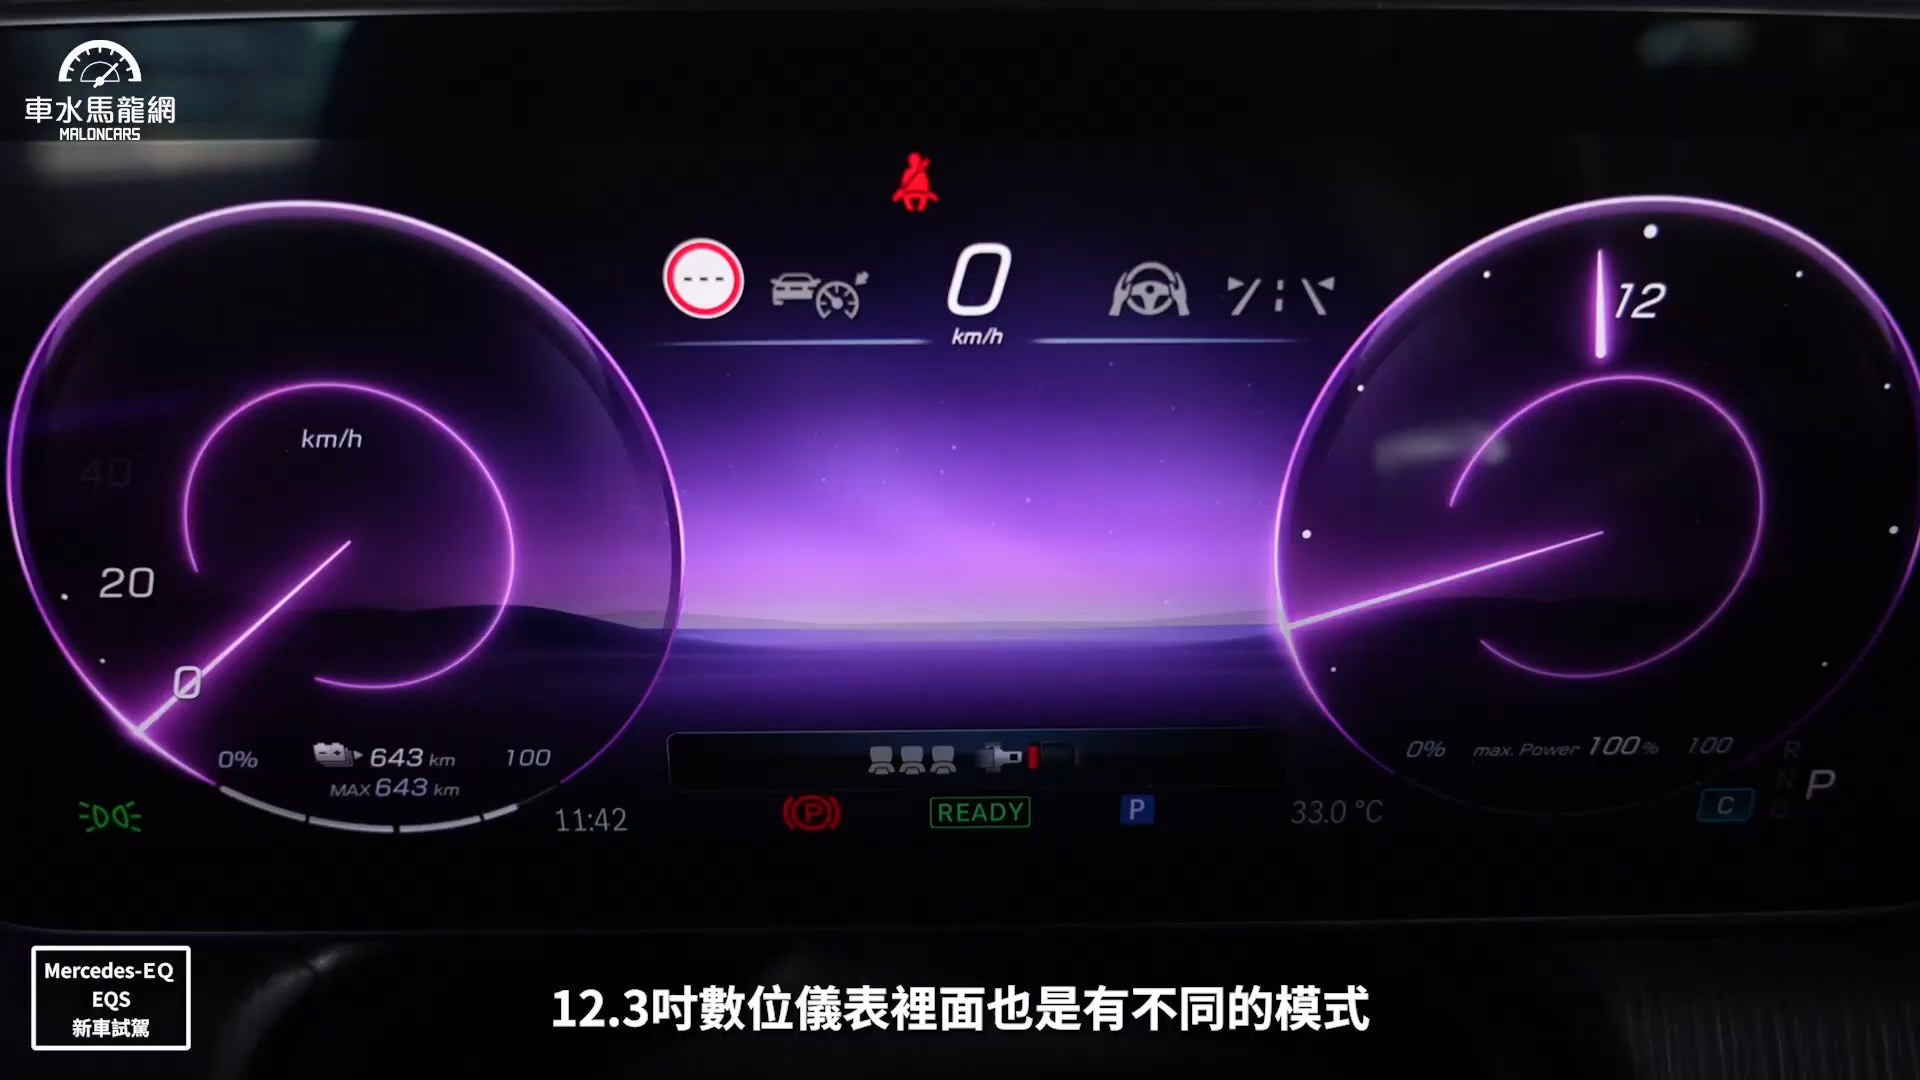 車水馬龍網
MALONCARS
---
0
km/h
12
km/h
40
20
0
0%
643 km
100
MAX 643 km
11:42
P
READY
P
33.0 °C
0%
max. Power 100%
100
R
N
D
P
C
Mercedes-EQ
EQS
新車試駕
12.3吋數位儀表裡面也是有不同的模式